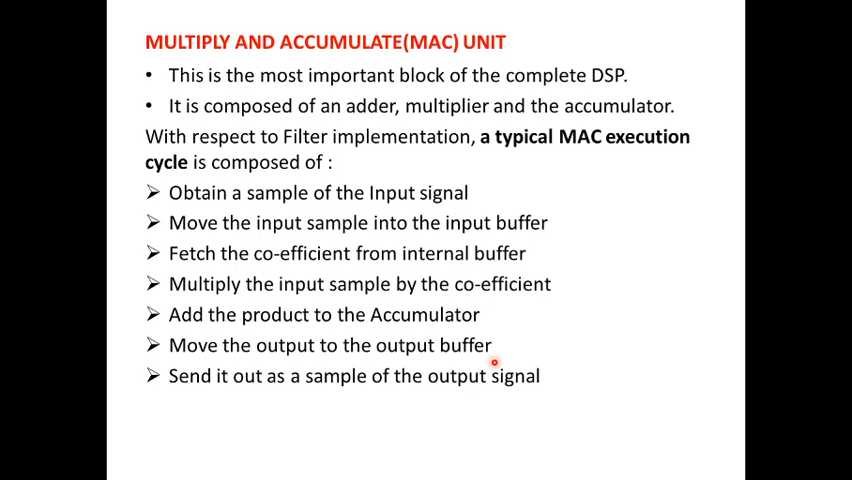 MULTIPLY AND ACCUMULATE(MAC) UNIT
• This is the most important block of the complete DSP.
• It is composed of an adder, multiplier and the accumulator.
With respect to Filter implementation, a typical MAC execution
cycle is composed of :
➢ Obtain a sample of the Input signal
➢ Move the input sample into the input buffer
➢ Fetch the co-efficient from internal buffer
➢ Multiply the input sample by the co-efficient
➢ Add the product to the Accumulator
➢ Move the output to the output buffer
➢ Send it out as a sample of the output signal